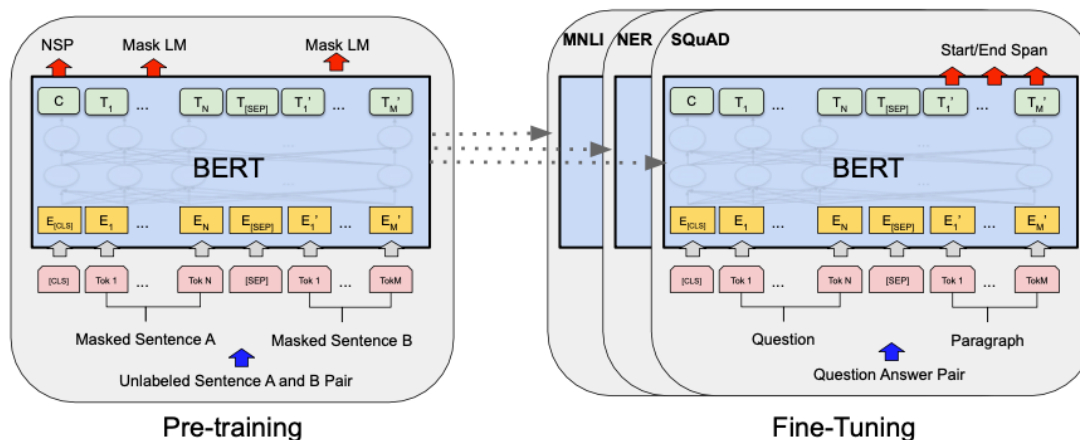 NSP Mask LM Mask LM
C T1 ... TN T[SEP] T1' ... TM'
BERT
E[CLS] E1 ... EN E[SEP] E1' ... EM'
[CLS] Tok 1 ... Tok N [SEP] Tok 1 ... TokM
Masked Sentence A Masked Sentence B
Unlabeled Sentence A and B Pair
Pre-training
MNLI NER SQuAD
Start/End Span
C T1 ... TN T[SEP] T1' ... TM'
BERT
E[CLS] E1 ... EN E[SEP] E1' ... EM'
[CLS] Tok 1 ... Tok N [SEP] Tok 1 ... TokM
Question Paragraph
Question Answer Pair
Fine-Tuning